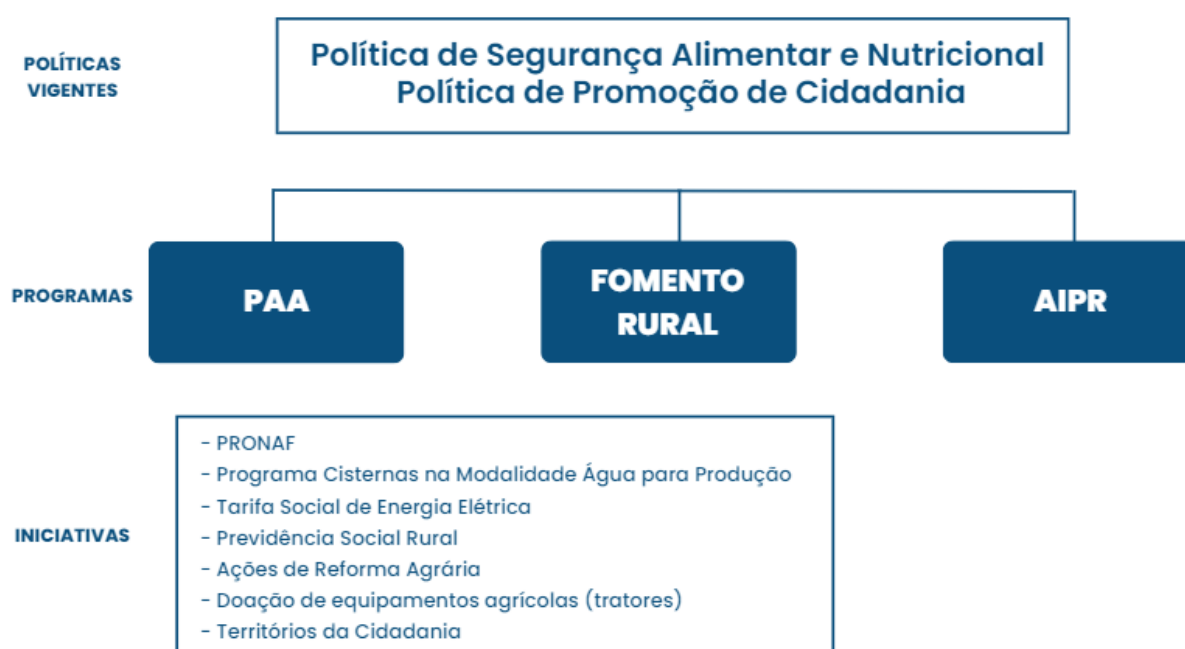 POLÍTICAS
VIGENTES
Política de Segurança Alimentar e Nutricional
Política de Promoção de Cidadania
PROGRAMAS
PAA
FOMENTO
RURAL
AIPR
INICIATIVAS
- PRONAF
- Programa Cisternas na Modalidade Água para Produção
- Tarifa Social de Energia Elétrica
- Previdência Social Rural
- Ações de Reforma Agrária
- Doação de equipamentos agrícolas (tratores)
- Territórios da Cidadania